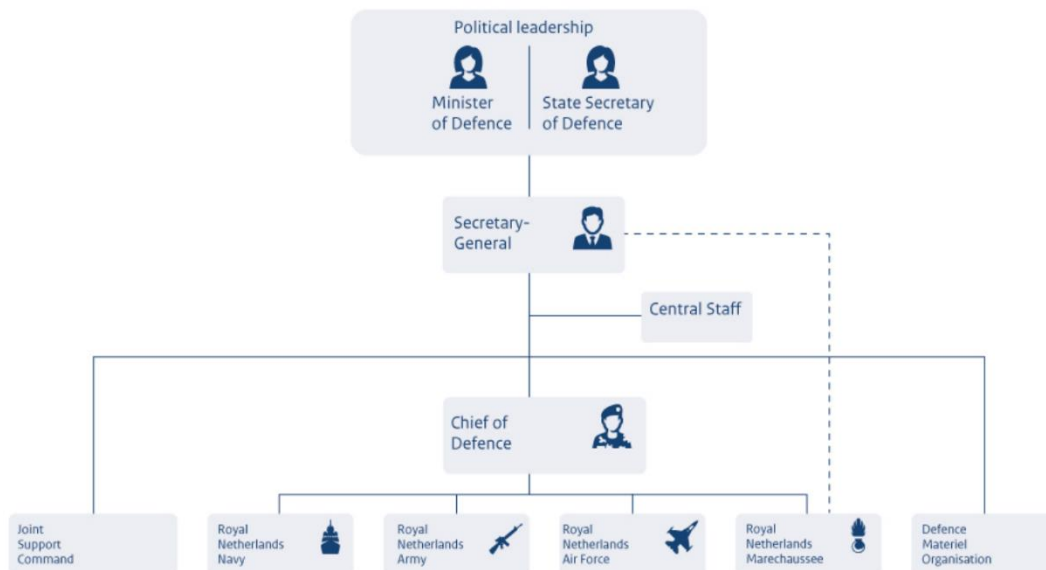 Political leadership
Minister
of Defence
State Secretary
of Defence
Secretary-
General
Central Staff
Chief of
Defence
Joint
Support
Command
Royal
Netherlands
Navy
Royal
Netherlands
Army
Royal
Netherlands
Air Force
Royal
Netherlands
Marechaussee
Defence
Materiel
Organisation